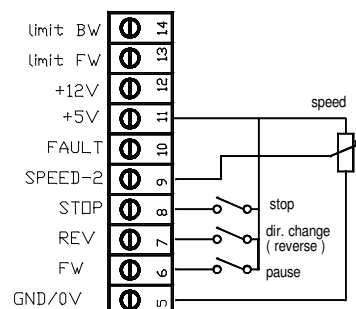 limit BW 14
limit FW 13
+12V 12
+5V 11
speed
FAULT 10
SPEED-2 9
STOP 8 stop
REV 7 dir. change
( reverse )
FW 6 pause
GND/0V 5